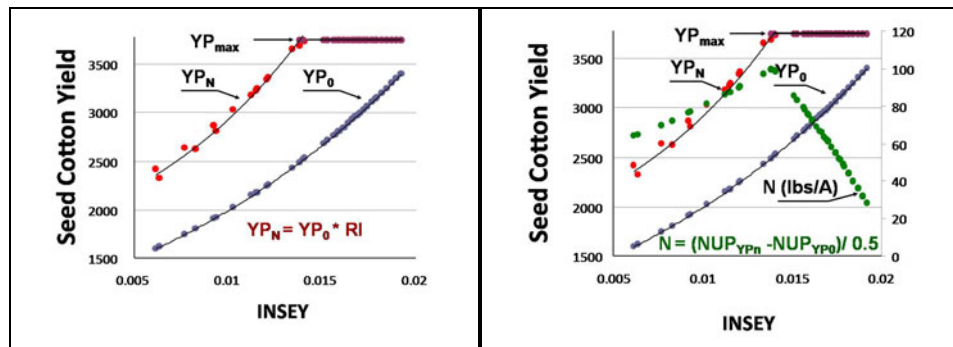 Seed Cotton Yield
3500
3000
2500
2000
1500
YPmax
YPN
YP0
YPN = YP0 * RI
0.005 0.01 0.015 0.02
INSEY
Seed Cotton Yield
3500
3000
2500
2000
1500
YPmax
YPN
YP0
N (lbs/A)
N = (NUPYPn -NUPYP0)/ 0.5
120
100
80
60
40
20
0
0.005 0.01 0.015 0.02
INSEY